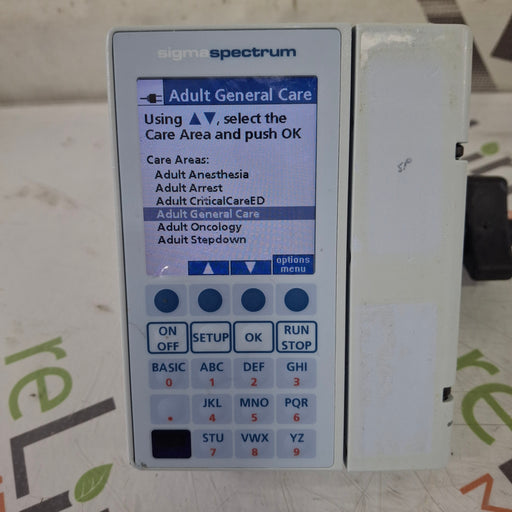 sigmaspectrum
Adult General Care
Using ▲▼, select the
Care Area and push OK
Care Areas:
Adult Anesthesia
Adult Arrest
Adult CriticalCareED
Adult General Care
Adult Oncology
Adult Stepdown
▲ ▼ options
menu
ON
OFF
SETUP
OK
RUN
STOP
BASIC ABC DEF GHI
0 1 2 3
JKL MNO PQR
. 4 5 6
STU VWX YZ
7 8 9
re